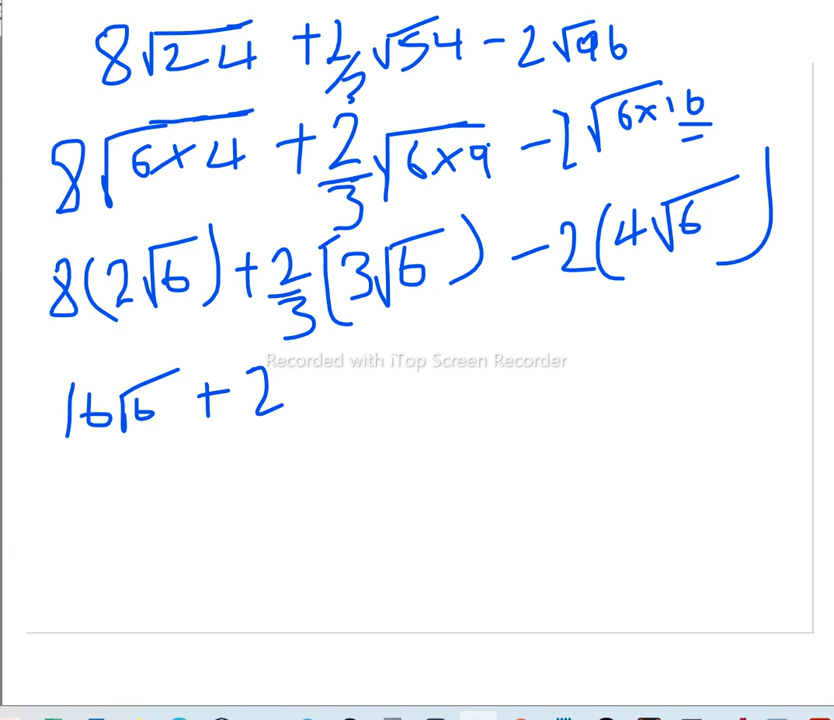 8√24 + 2/3 √54 - 2√96
8√6×4 + 2/3 √6×9 - 2√6×16
8(2√6) + 2/3 (3√6) - 2(4√6)
Recorded with iTop Screen Recorder
16√6 + 2